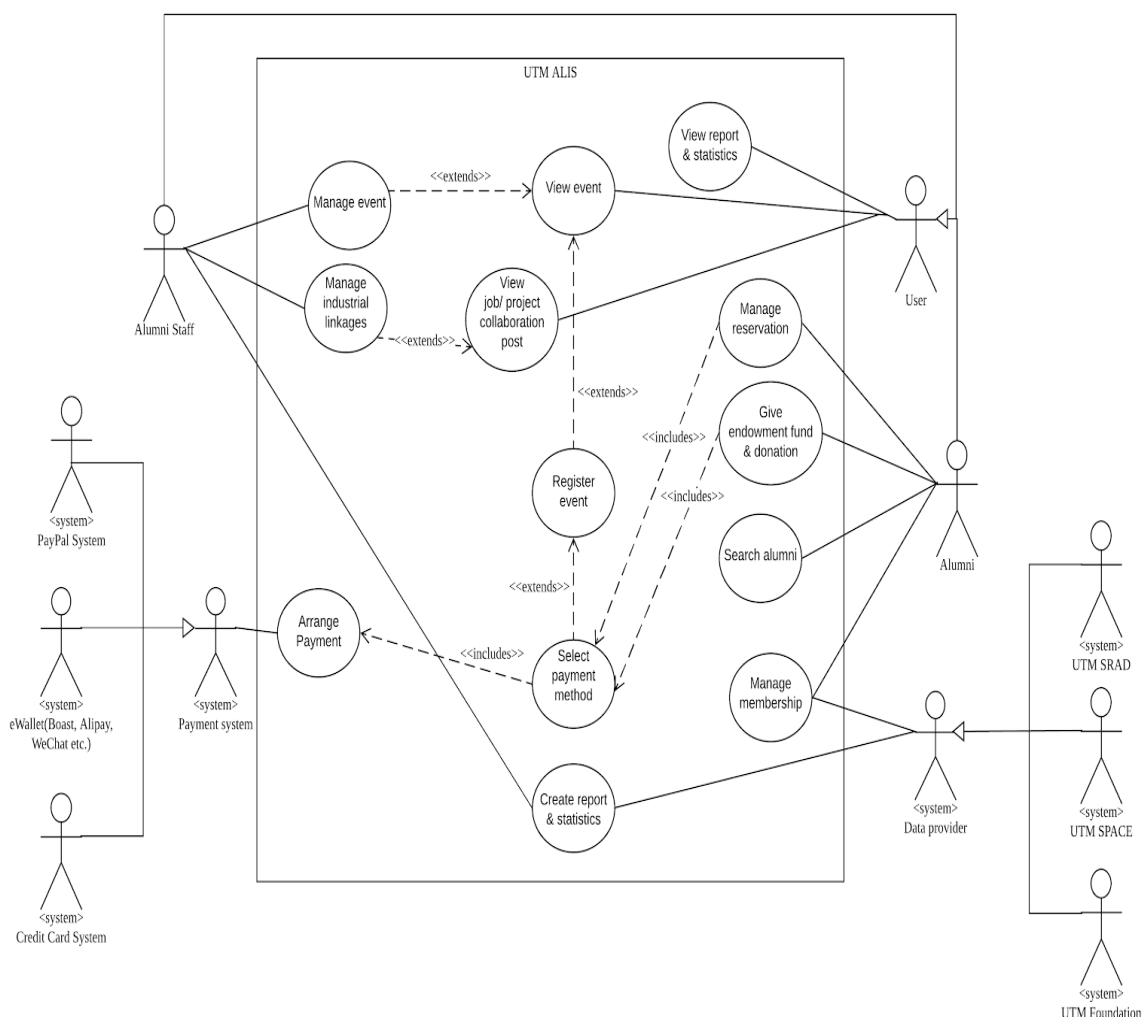 UTM ALIS
View report
& statistics
<<extends>>
View event
Manage event
Manage
industrial
linkages
View
job/ project
collaboration
post
<<extends>>
User
Alumni Staff
Manage
reservation
<<extends>>
Give
endowment fund
& donation
<<includes>>
Register
event
<<includes>>
<system>
PayPal System
Search alumni
Alumni
<<extends>>
Arrange
Payment
<<includes>>
Select
payment
method
<system>
UTM SRAD
Manage
membership
<system>
eWallet(Boast, Alipay,
WeChat etc.)
<system>
Payment system
Create report
& statistics
<system>
Data provider
<system>
UTM SPACE
<system>
Credit Card System
<system>
UTM Foundation